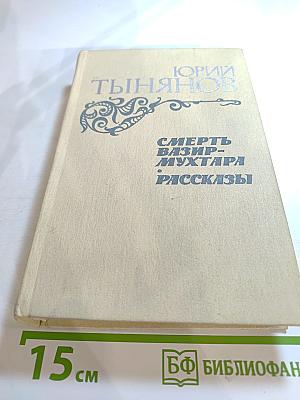 ЮРИЙ
ТЫНЯНОВ
СМЕРТЬ
ВАЗИР-
МУХТАРА
•
РАССКАЗЫ
15 см
БФ БИБЛИОФАН